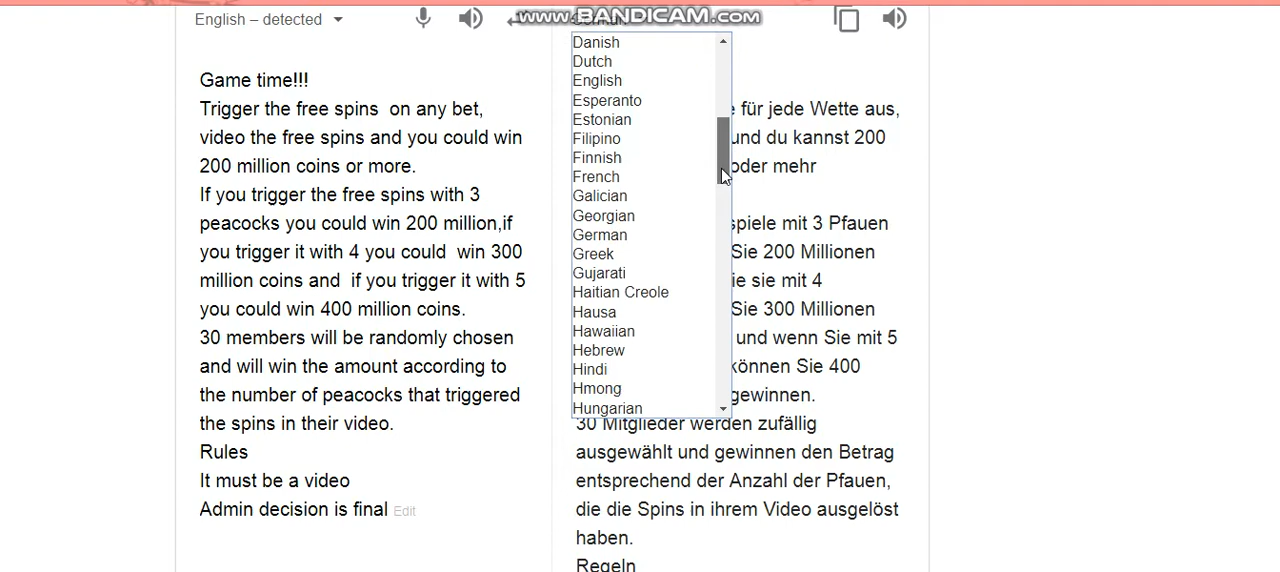 English – detected
www.BANDICAM.com
Game time!!!
Trigger the free spins  on any bet,
video the free spins and you could win
200 million coins or more.
If you trigger the free spins with 3
peacocks you could win 200 million,if
you trigger it with 4 you could  win 300
million coins and  if you trigger it with 5
you could win 400 million coins.
30 members will be randomly chosen
and will win the amount according to
the number of peacocks that triggered
the spins in their video.
Rules
It must be a video
Admin decision is final Edit
Danish
Dutch
English
Esperanto
Estonian
Filipino
Finnish
French
Galician
Georgian
German
Greek
Gujarati
Haitian Creole
Hausa
Hawaiian
Hebrew
Hindi
Hmong
Hungarian
für jede Wette aus,
und du kannst 200
oder mehr
spiele mit 3 Pfauen
Sie 200 Millionen
ie sie mit 4
Sie 300 Millionen
und wenn Sie mit 5
können Sie 400
gewinnen.
30 Mitglieder werden zufällig
ausgewählt und gewinnen den Betrag
entsprechend der Anzahl der Pfauen,
die die Spins in ihrem Video ausgelöst
haben.
Regeln